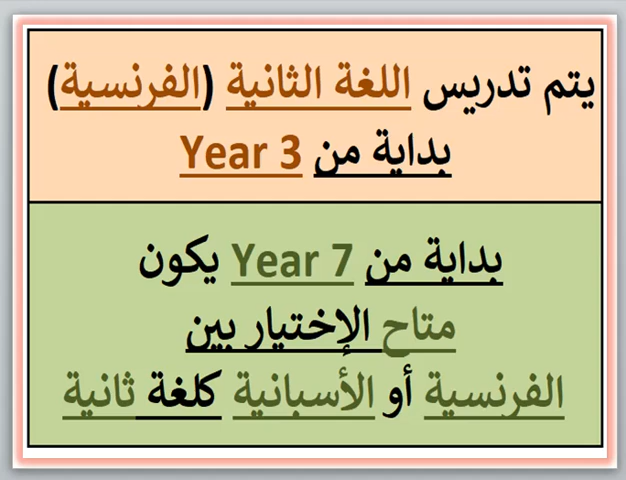 يتم تدريس اللغة الثانية (الفرنسية)
بداية من Year 3
بداية من Year 7 يكون
متاح الإختيار بين
الفرنسية أو الأسبانية كلغة ثانية